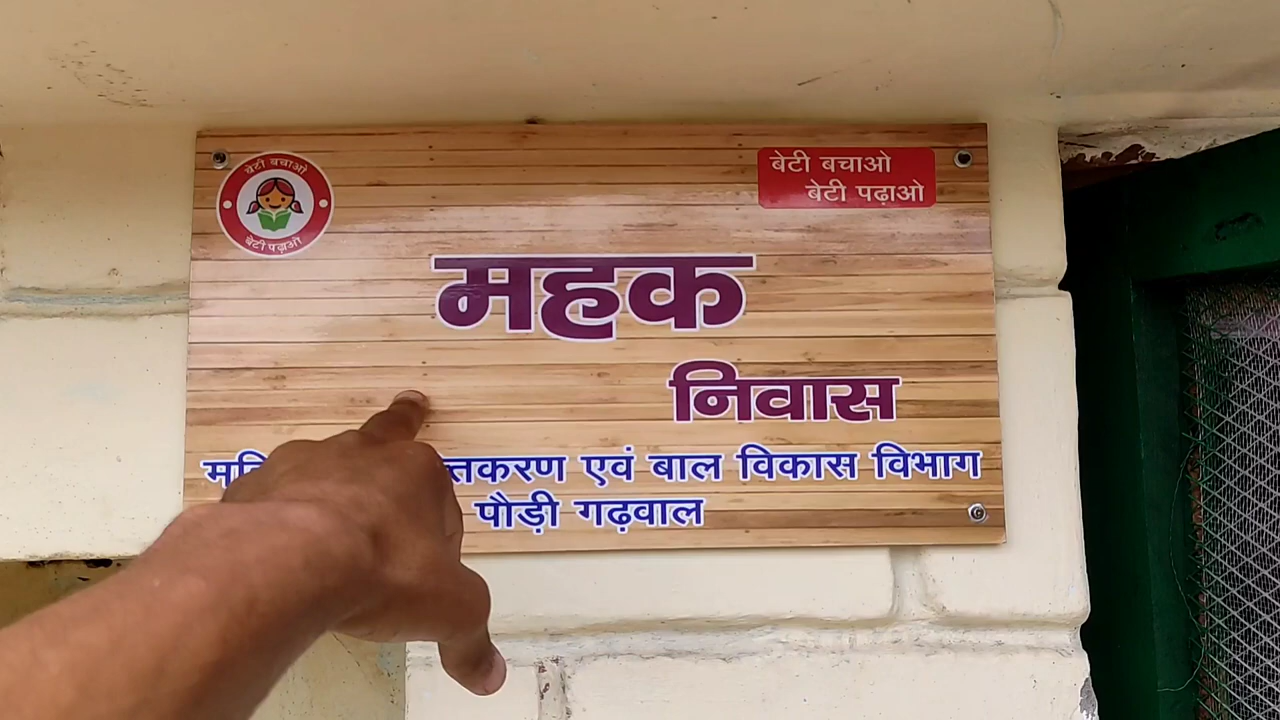 बेटी बचाओ
बेटी पढ़ाओ
बेटी बचाओ
बेटी पढ़ाओ
महक
निवास
एवं बाल विकास विभाग
पौड़ी गढ़वाल